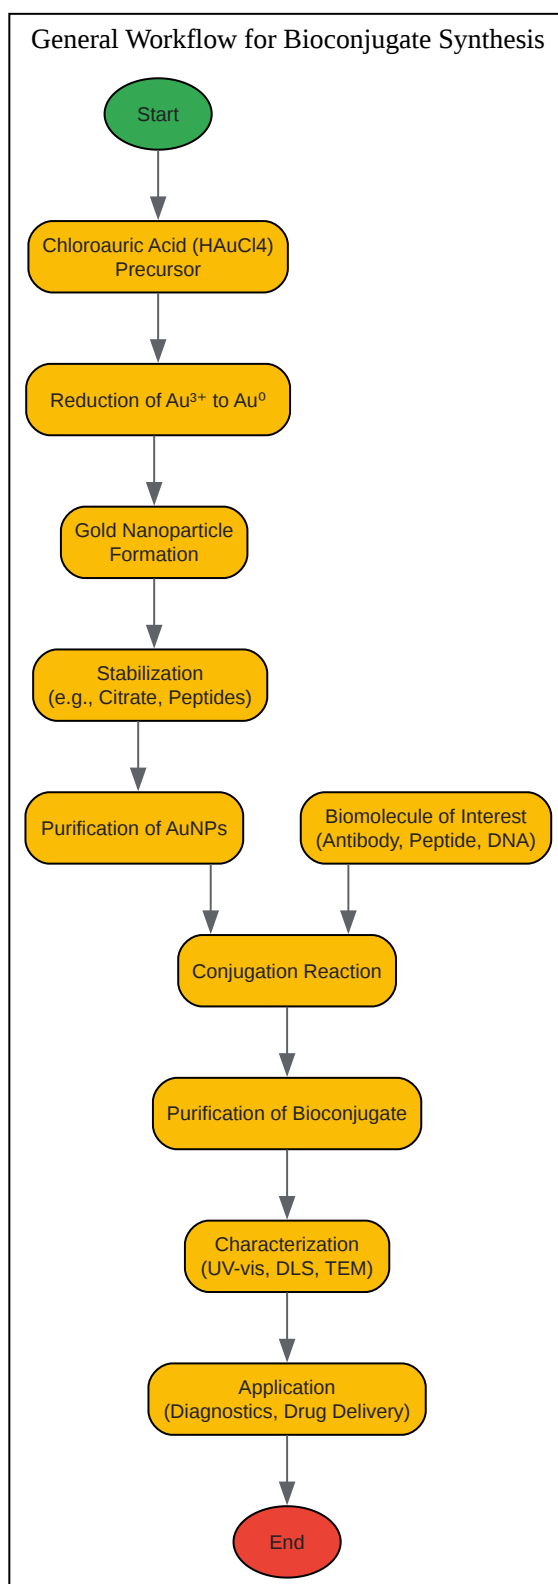 General Workflow for Bioconjugate Synthesis
Start
Chloroauric Acid (HAuCl4)
Precursor
Reduction of Au³⁺ to Au⁰
Gold Nanoparticle
Formation
Stabilization
(e.g., Citrate, Peptides)
Purification of AuNPs
Biomolecule of Interest
(Antibody, Peptide, DNA)
Conjugation Reaction
Purification of Bioconjugate
Characterization
(UV-vis, DLS, TEM)
Application
(Diagnostics, Drug Delivery)
End